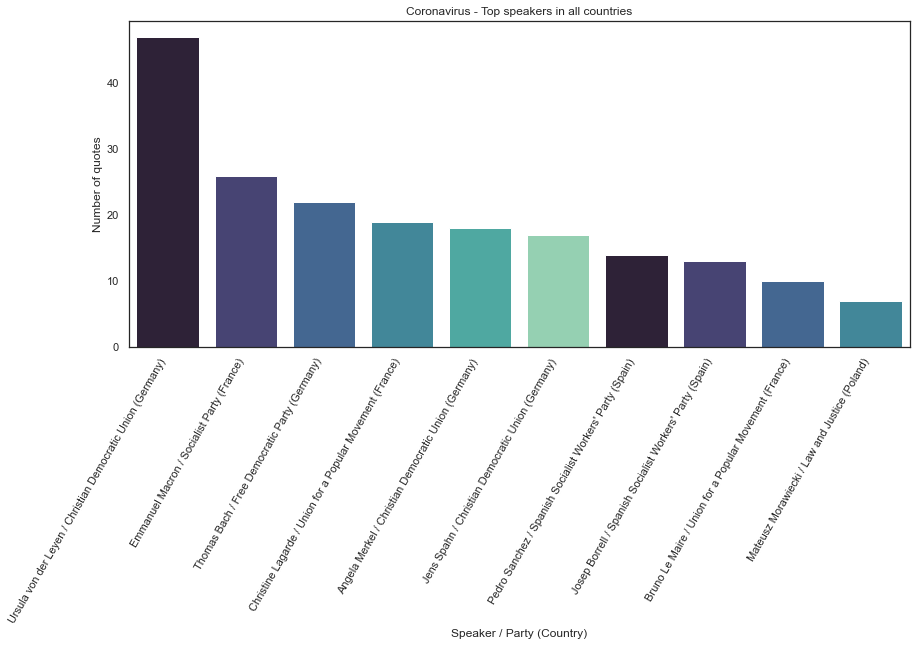 Coronavirus - Top speakers in all countries
Number of quotes
40
30
20
10
0
Ursula von der Leyen / Christian Democratic Union (Germany)
Emmanuel Macron / Socialist Party (France)
Thomas Bach / Free Democratic Party (Germany)
Christine Lagarde / Union for a Popular Movement (France)
Angela Merkel / Christian Democratic Union (Germany)
Jens Spahn / Christian Democratic Union (Germany)
Pedro Sanchez / Spanish Socialist Workers' Party (Spain)
Josep Borrell / Spanish Socialist Workers' Party (Spain)
Bruno Le Maire / Union for a Popular Movement (France)
Mateusz Morawiecki / Law and Justice (Poland)
Speaker / Party (Country)